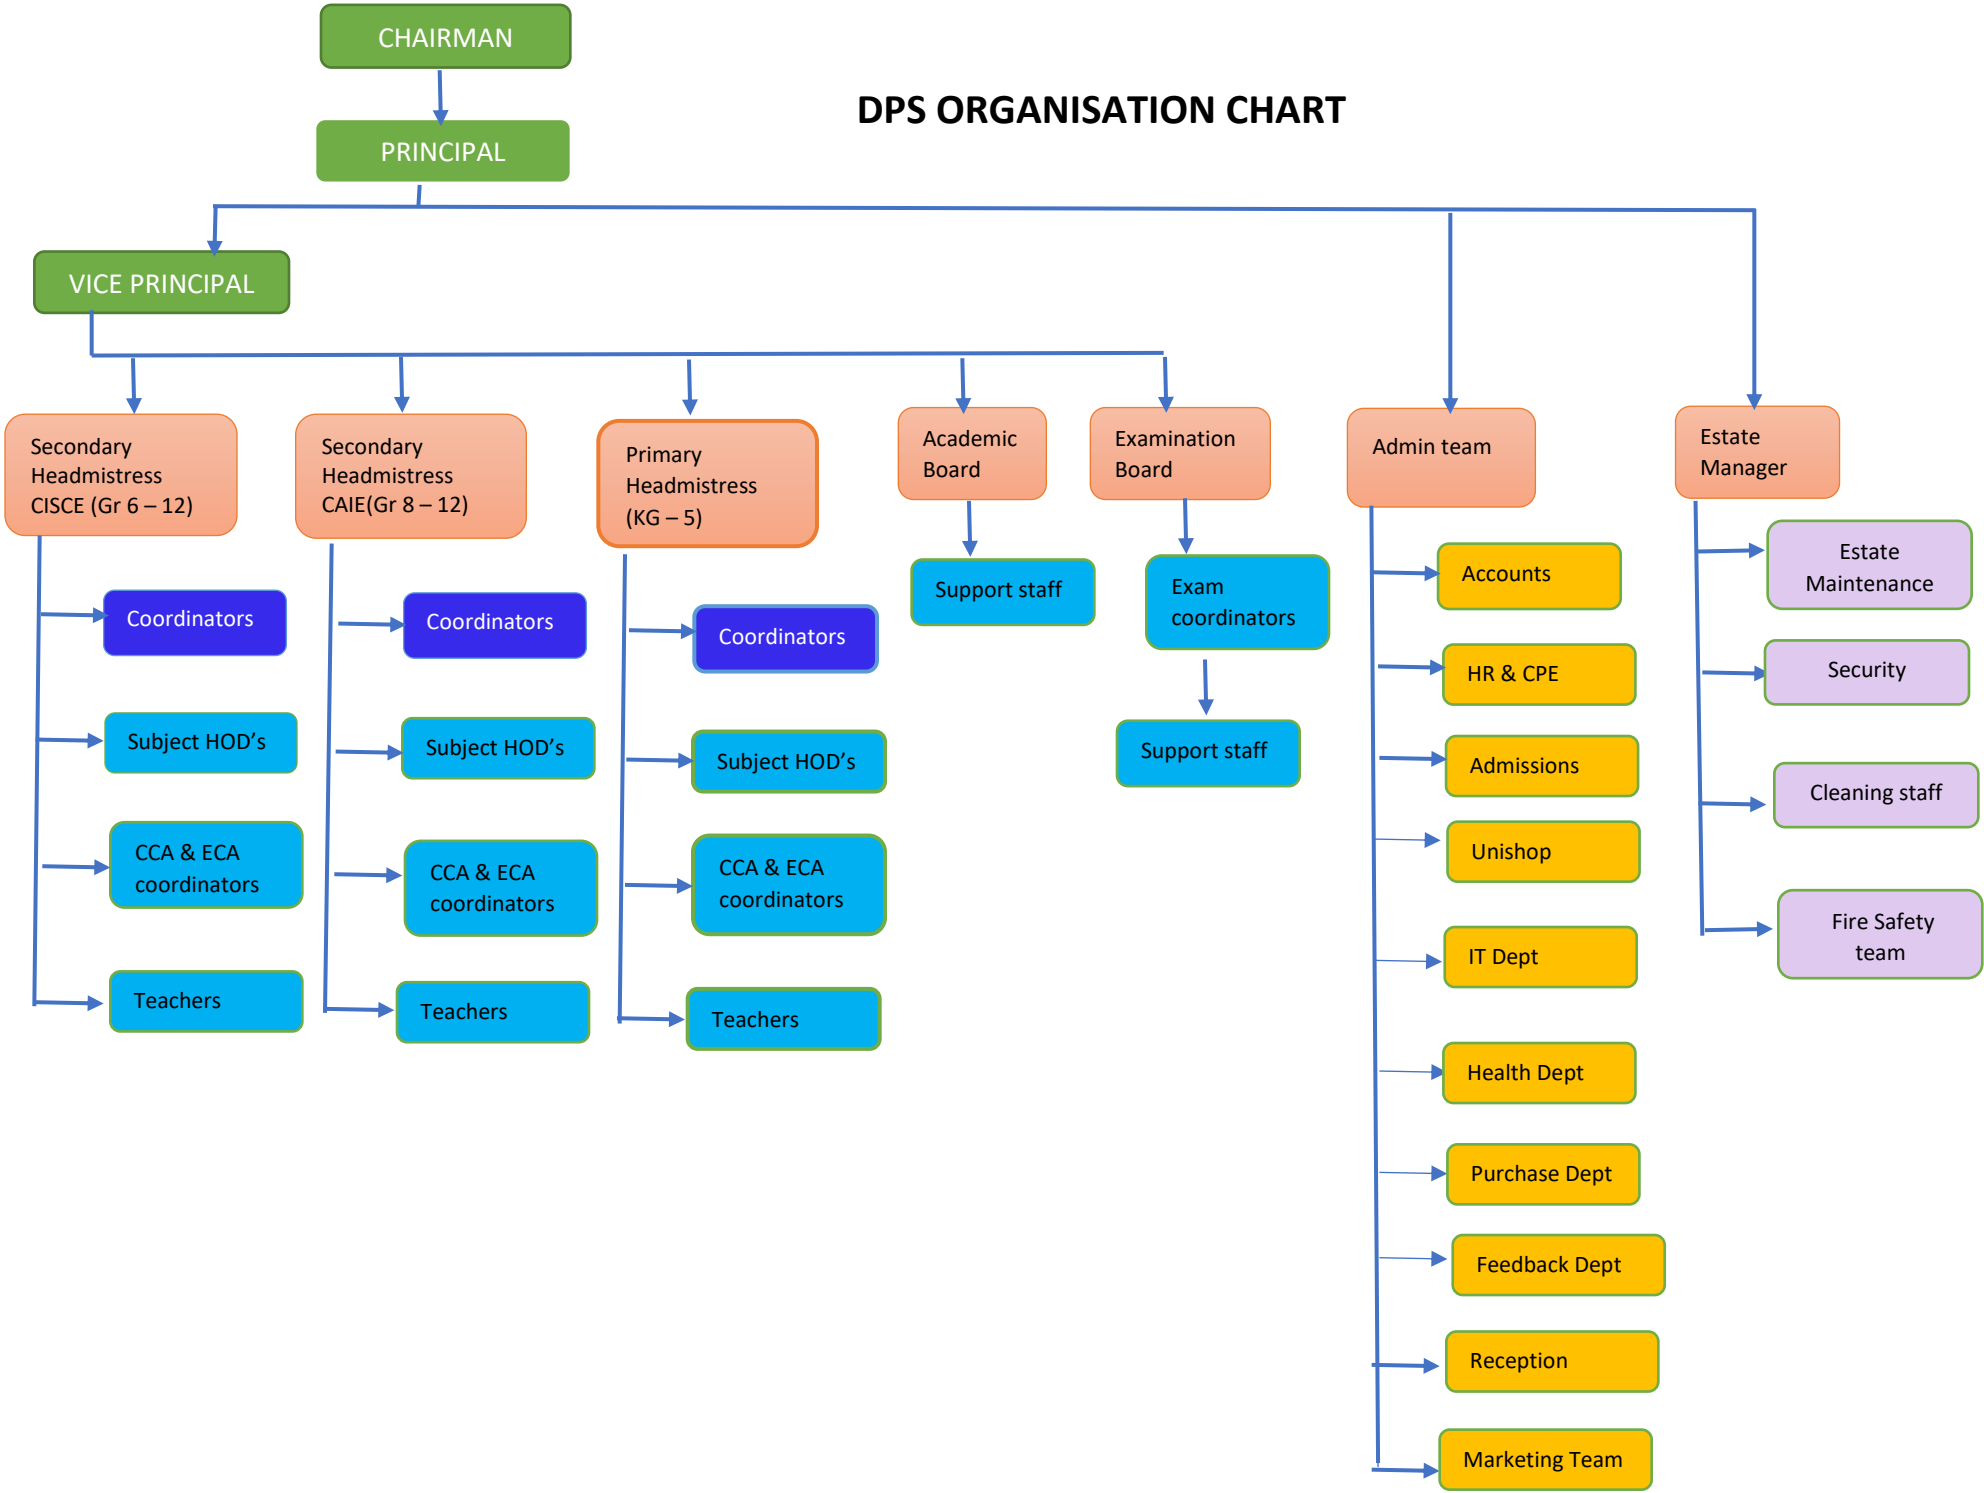 CHAIRMAN
DPS ORGANISATION CHART
PRINCIPAL
VICE PRINCIPAL
Secondary
Headmistress
CISCE (Gr 6 – 12)
Secondary
Headmistress
CAIE(Gr 8 – 12)
Primary
Headmistress
(KG – 5)
Academic
Board
Examination
Board
Admin team
Estate
Manager
Coordinators
Subject HOD’s
CCA & ECA
coordinators
Teachers
Coordinators
Subject HOD’s
CCA & ECA
coordinators
Teachers
Coordinators
Subject HOD’s
CCA & ECA
coordinators
Teachers
Support staff
Exam
coordinators
Support staff
Accounts
HR & CPE
Admissions
Unishop
IT Dept
Health Dept
Purchase Dept
Feedback Dept
Reception
Marketing Team
Estate
Maintenance
Security
Cleaning staff
Fire Safety
team